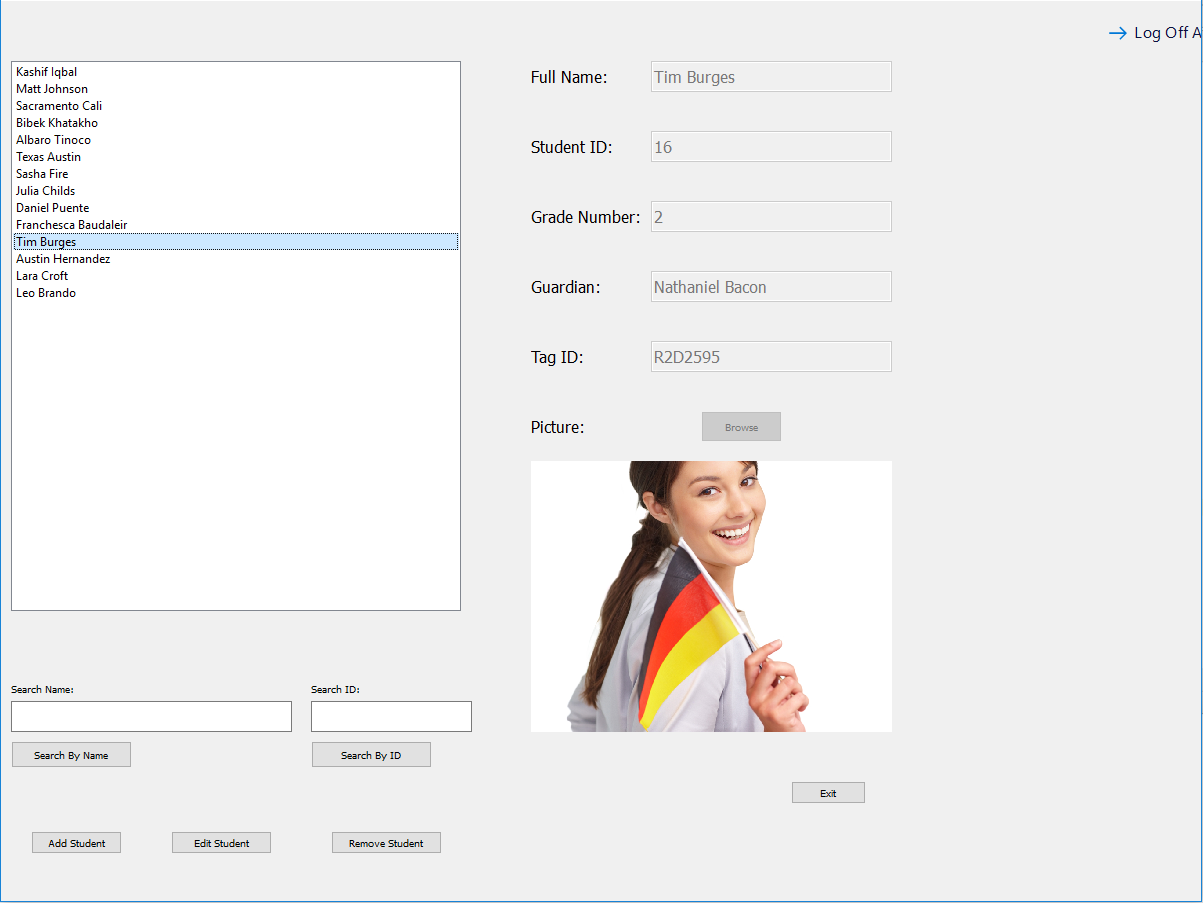 Log Off A
Kashif Iqbal
Matt Johnson
Sacramento Cali
Bibek Khatakho
Albaro Tinoco
Texas Austin
Sasha Fire
Julia Childs
Daniel Puente
Franchesca Baudaleir
Tim Burges
Austin Hernandez
Lara Croft
Leo Brando
Full Name: Tim Burges
Student ID: 16
Grade Number: 2
Guardian: Nathaniel Bacon
Tag ID: R2D2595
Picture: Browse
Search Name: Search ID:
Search By Name Search By ID
Exit
Add Student Edit Student Remove Student